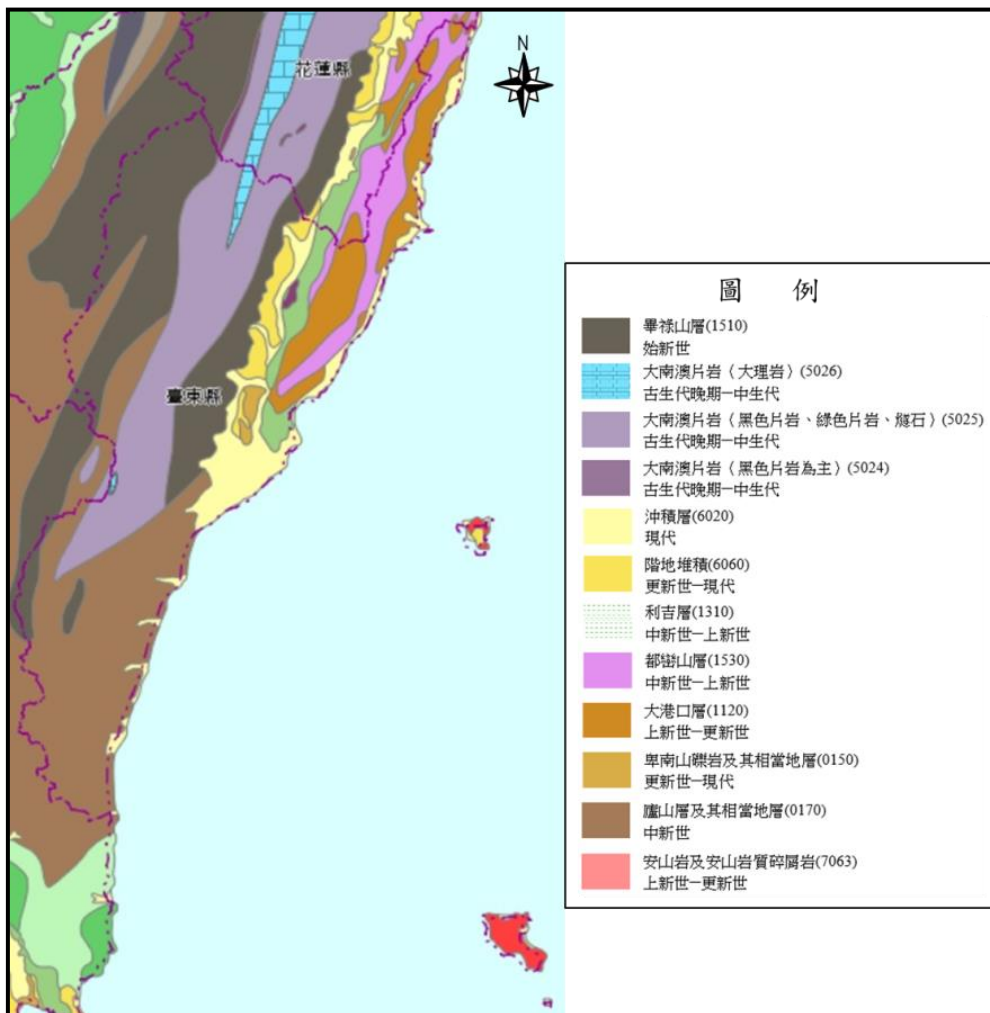 N
花蓮縣
臺東縣
圖 例
畢祿山層(1510)
始新世
大南澳片岩（大理岩）(5026)
古生代晚期─中生代
大南澳片岩（黑色片岩、綠色片岩、燧石）(5025)
古生代晚期─中生代
大南澳片岩（黑色片岩為主）(5024)
古生代晚期─中生代
沖積層(6020)
現代
階地堆積(6060)
更新世─現代
利吉層(1310)
中新世─上新世
都巒山層(1530)
中新世─上新世
大港口層(1120)
上新世─更新世
卑南山礫岩及其相當地層(0150)
更新世─現代
廬山層及其相當地層(0170)
中新世
安山岩及安山岩質碎屑岩(7063)
上新世─更新世